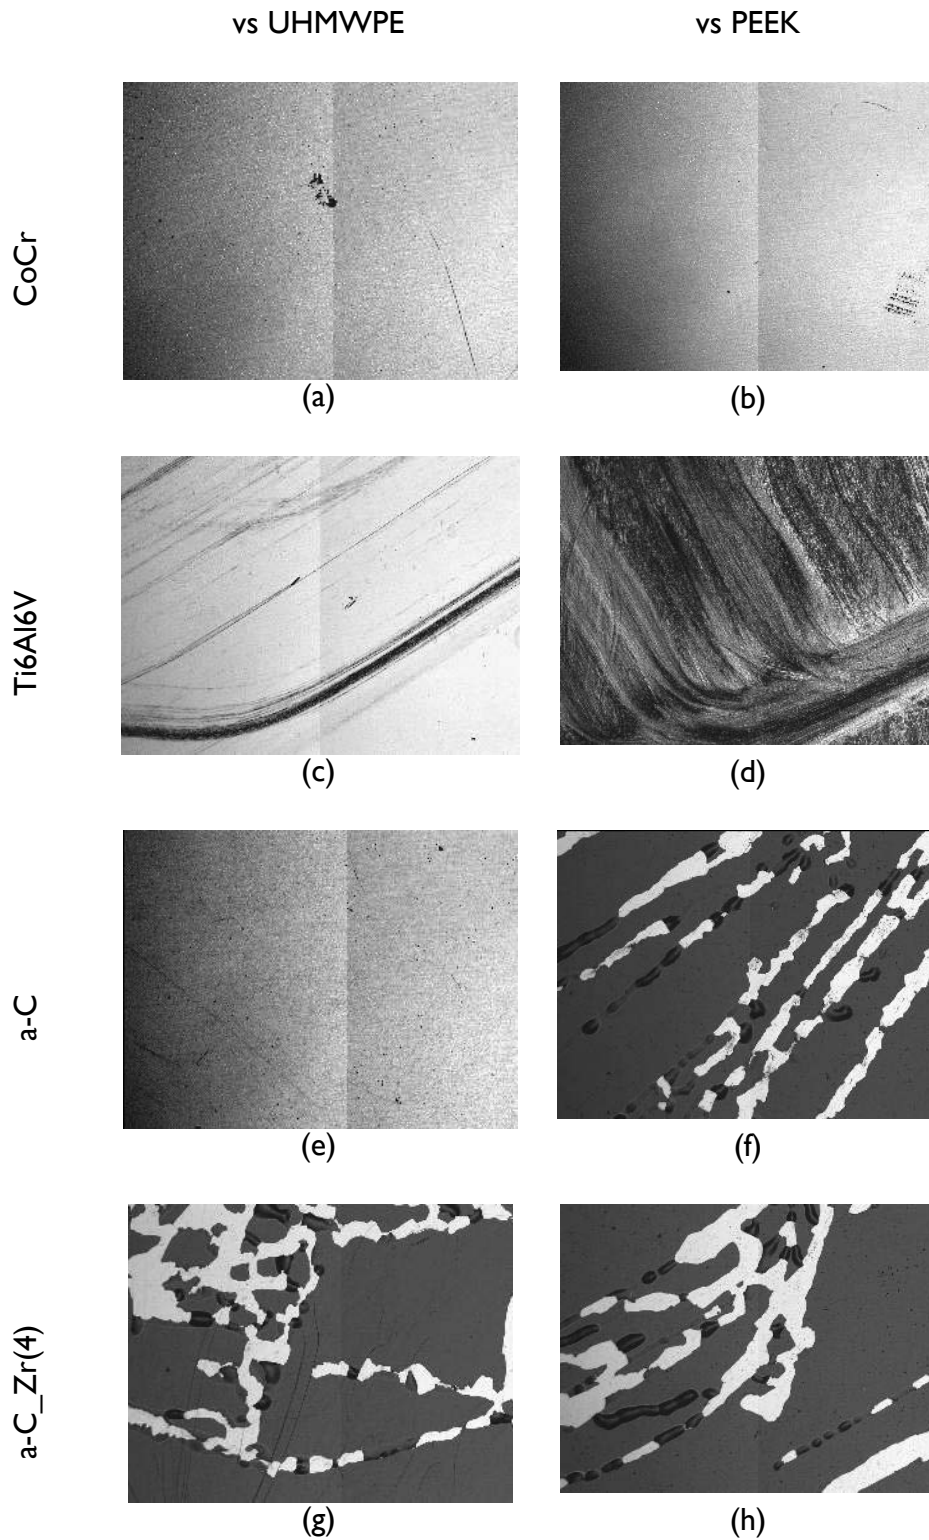 vs UHMWPE
vs PEEK
CoCr
(a)
(b)
Ti6Al6V
(c)
(d)
a-C
(e)
(f)
a-C_Zr(4)
(g)
(h)